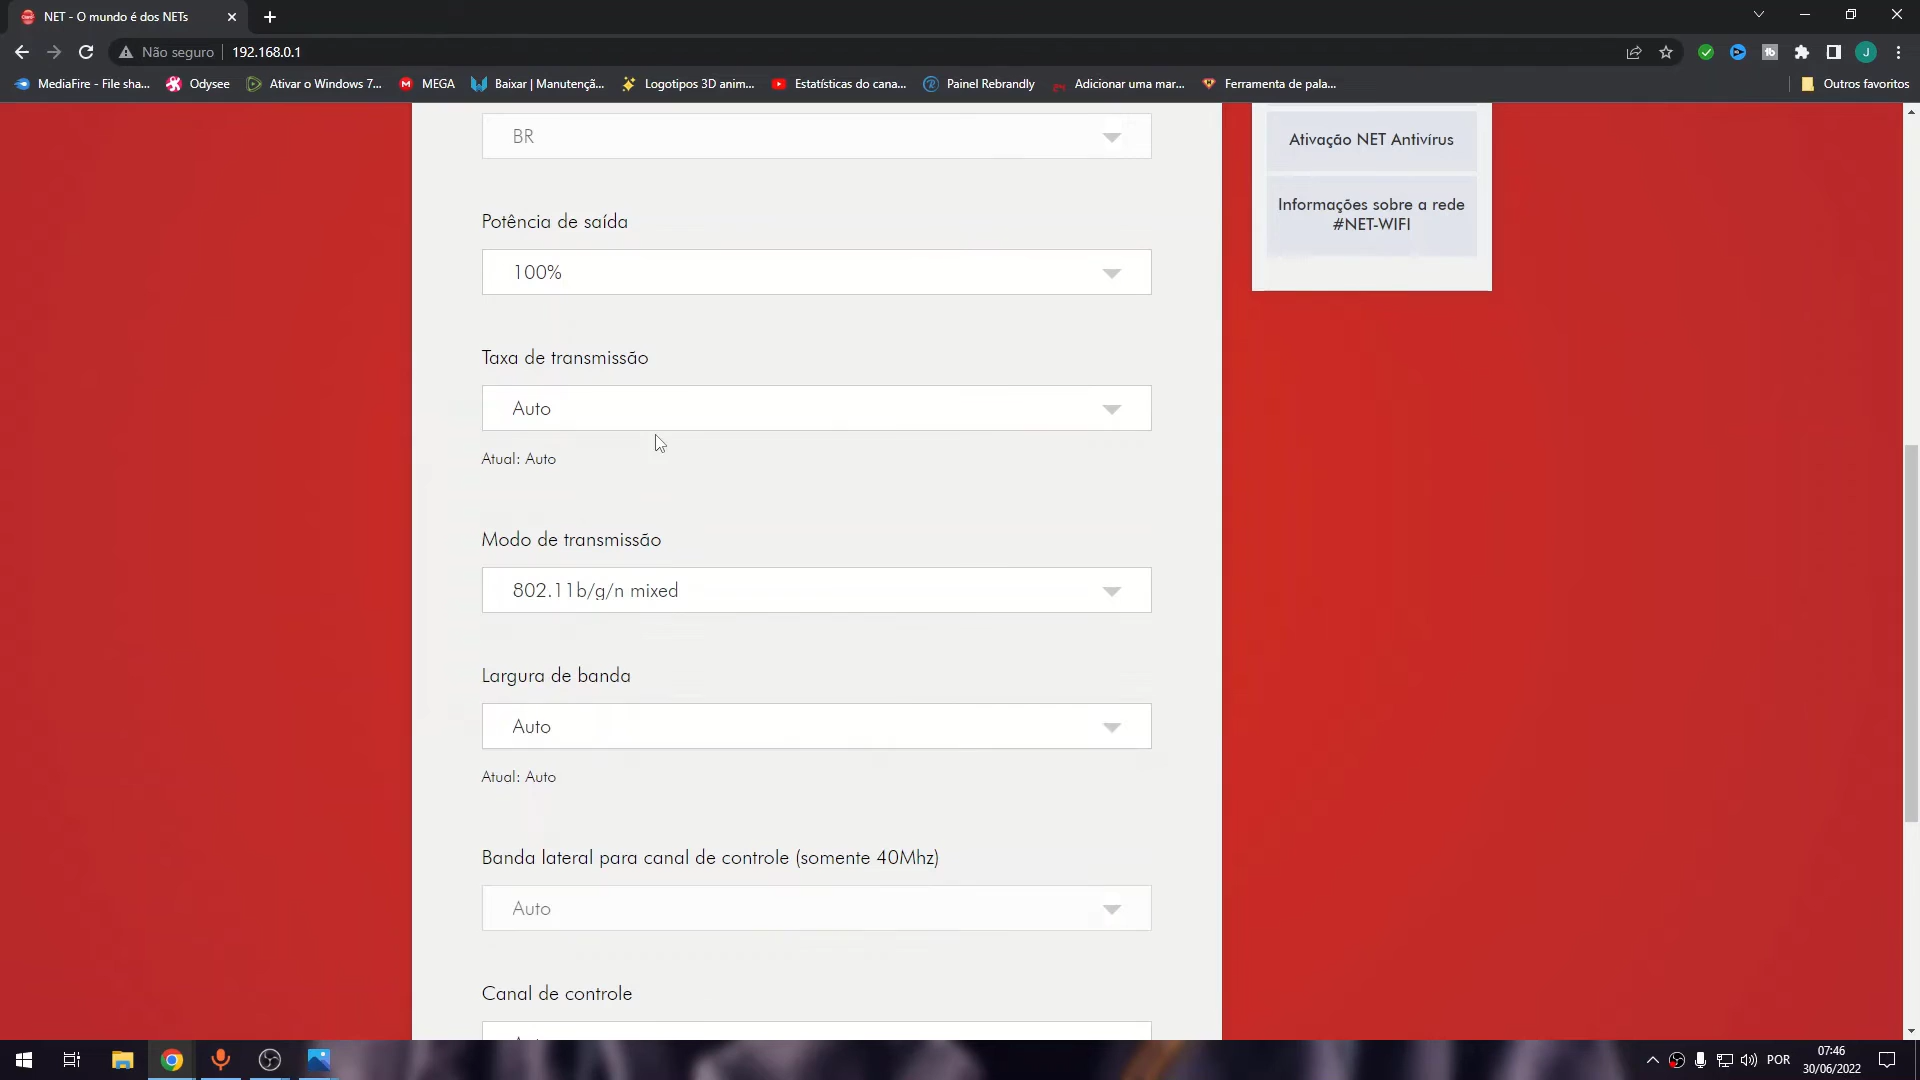 NET - O mundo é dos NETs
Não seguro
192.168.0.1
J
MediaFire - File sha...
Odysee
Ativar o Windows 7...
MEGA
Baixar | Manutençã...
Logotipos 3D anim...
Estatísticas do cana...
Painel Rebrandly
Adicionar uma mar...
Ferramenta de pala...
Outros favoritos
BR
Ativação NET Antivírus
Informações sobre a rede
#NET-WIFI
Potência de saída
100%
Taxa de transmissão
Auto
Atual: Auto
Modo de transmissão
802.11b/g/n mixed
Largura de banda
Auto
Atual: Auto
Banda lateral para canal de controle (somente 40Mhz)
Auto
Canal de controle
POR
07:46
30/06/2022